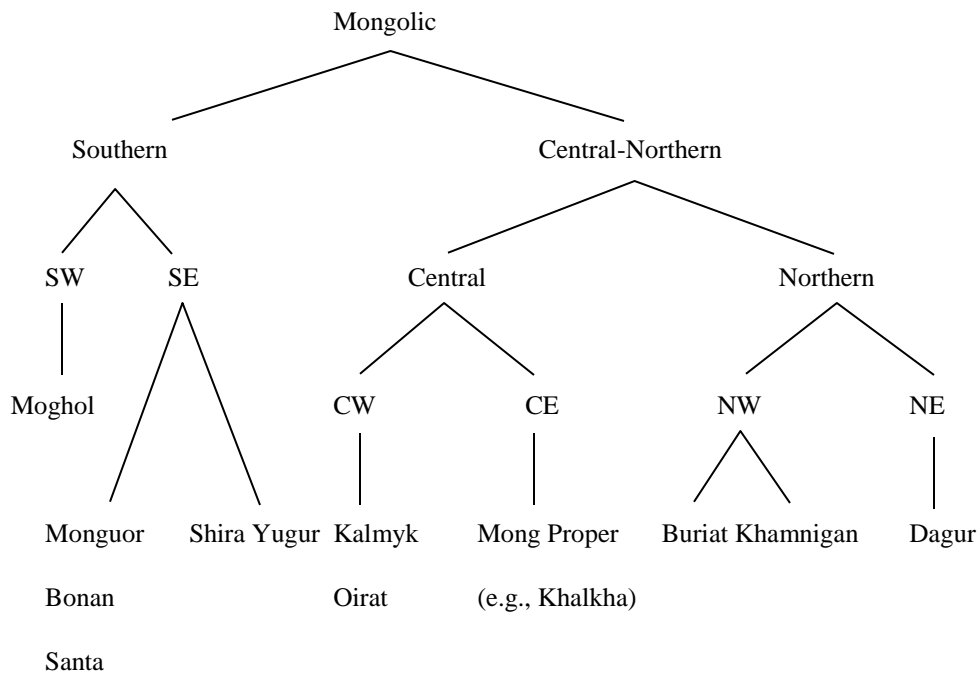 Mongolic
Southern Central-Northern
SW SE Central Northern
Moghol CW CE NW NE
Monguor Shira Yugur Kalmyk Mong Proper Buriat Khamnigan Dagur
Bonan Oirat (e.g., Khalkha)
Santa